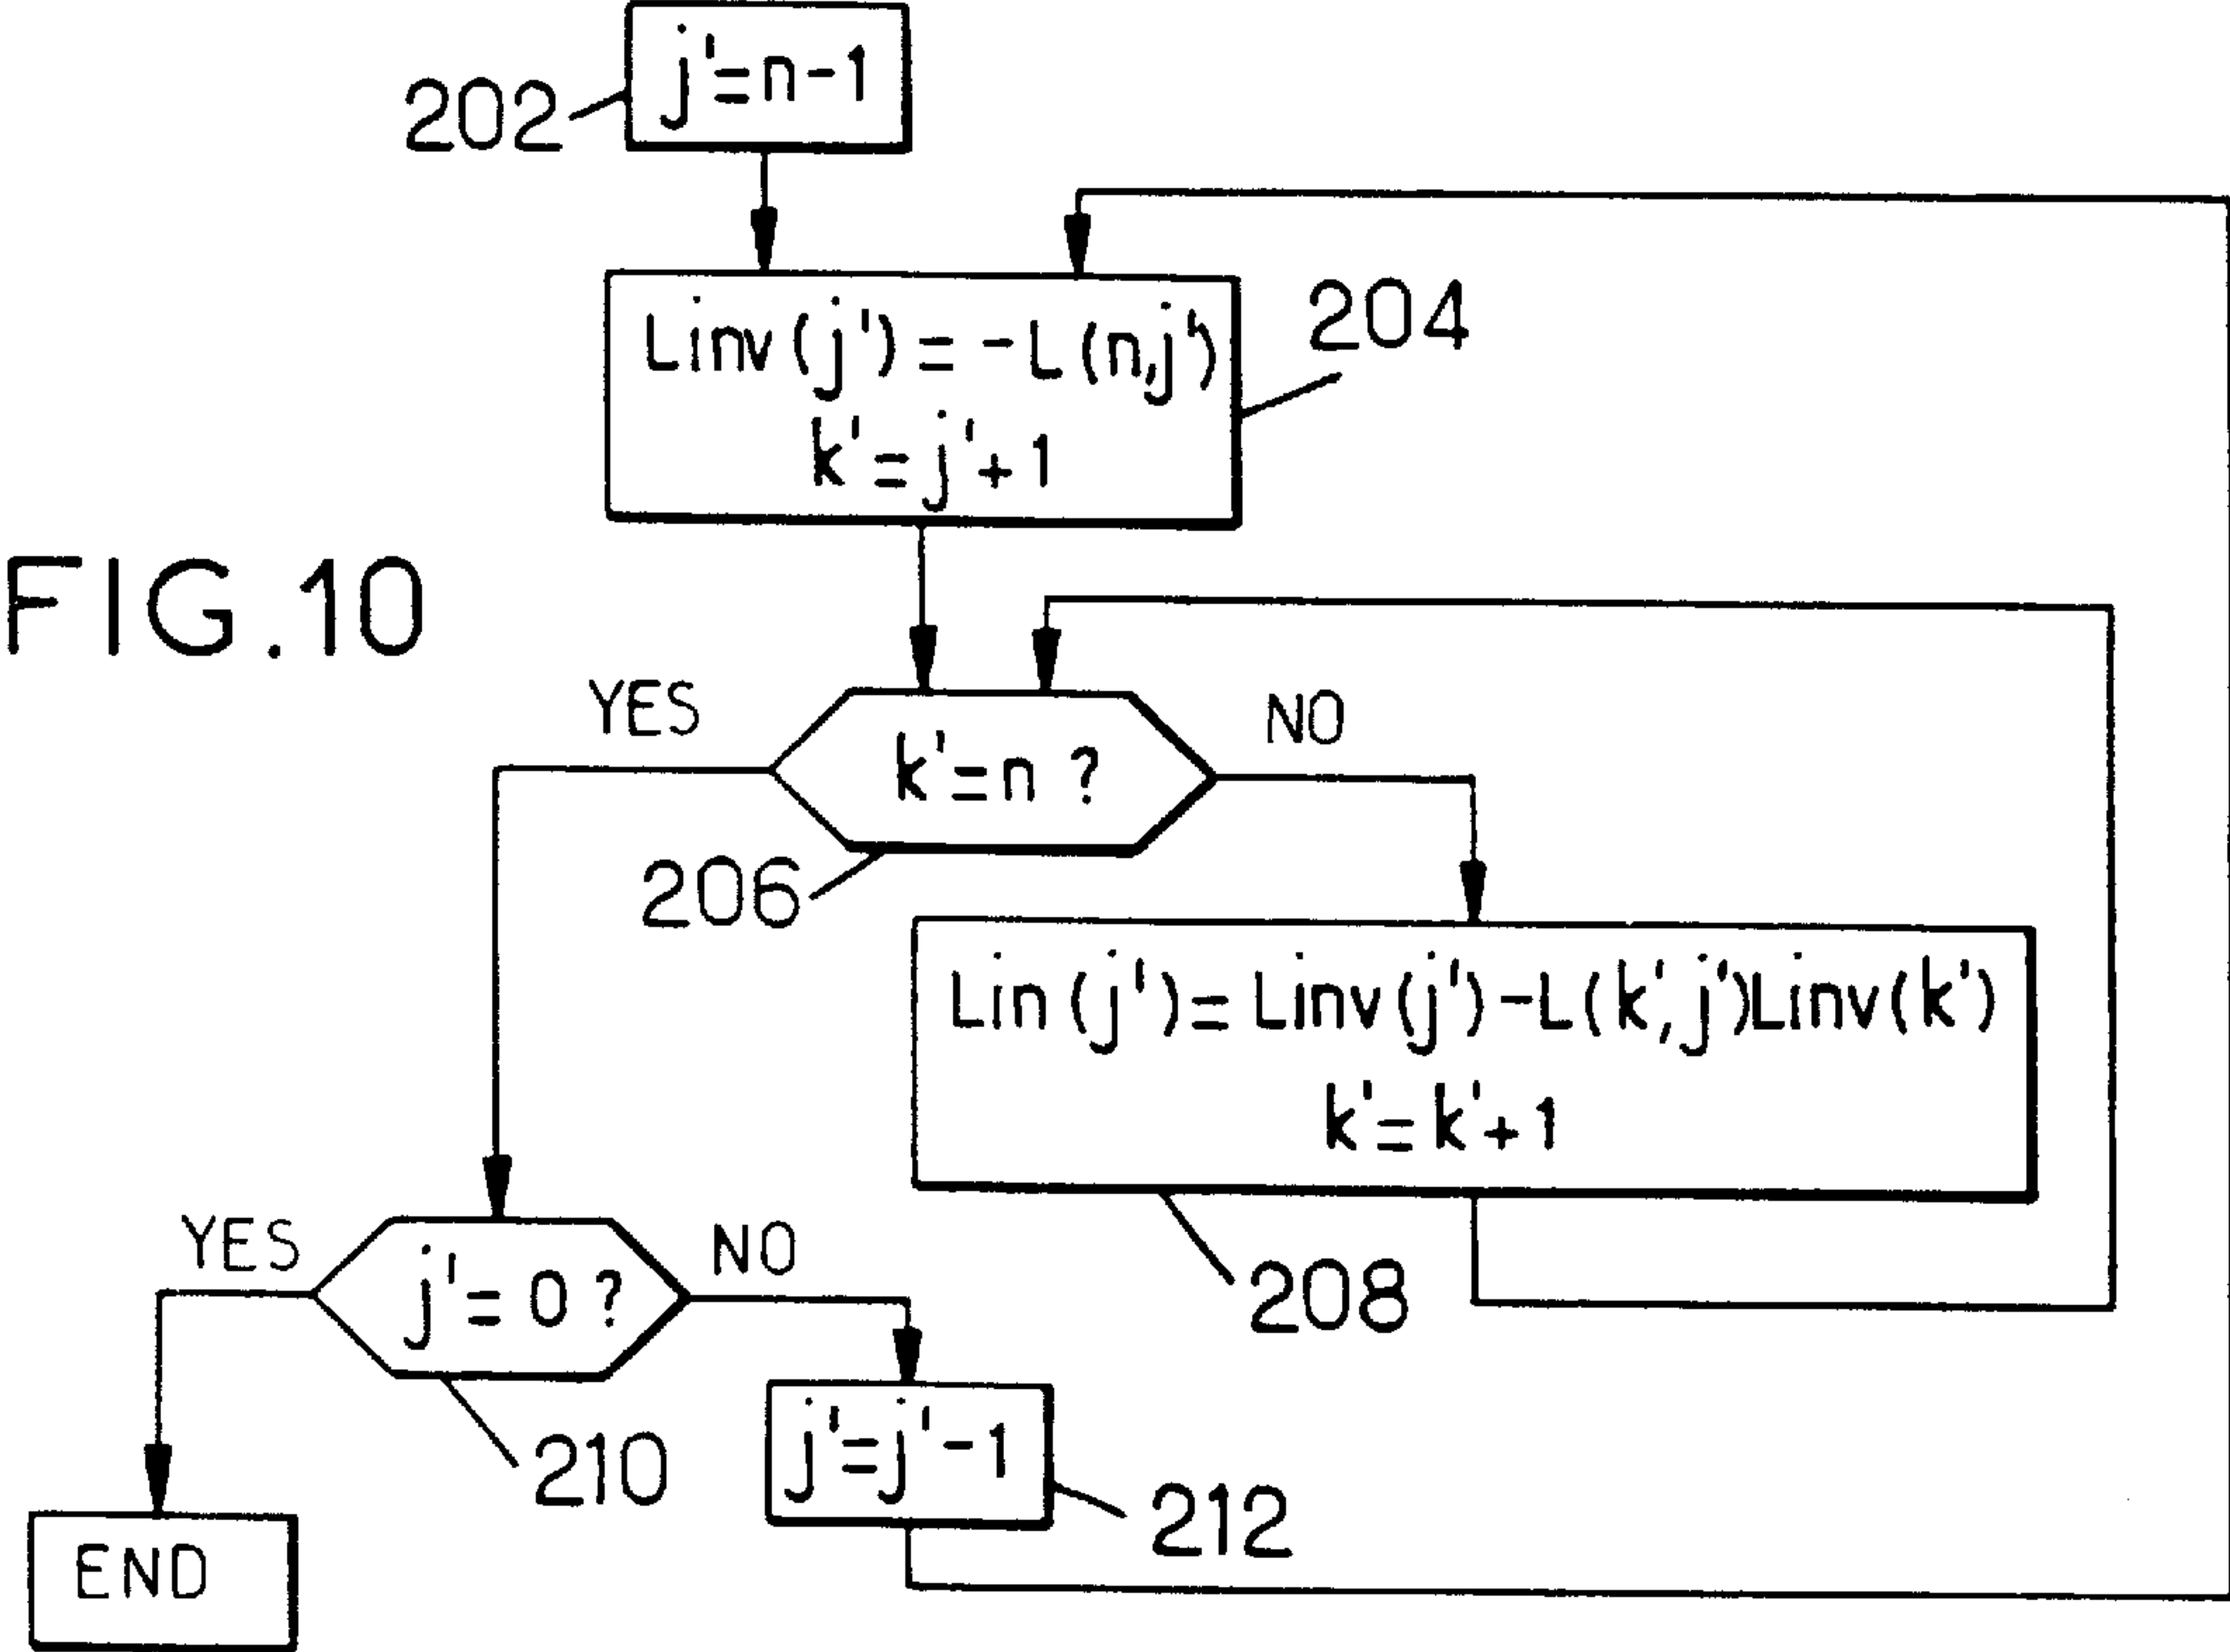 j'=n-1
202
Linv(j')=-L(n,j')
k'=j'+1
204
FIG.10
YES
k'=n ?
NO
206
Lin(j')=Linv(j')-L(k',j')Linv(k')
k'=k'+1
208
YES
j'=0 ?
NO
210
j'=j'-1
212
END